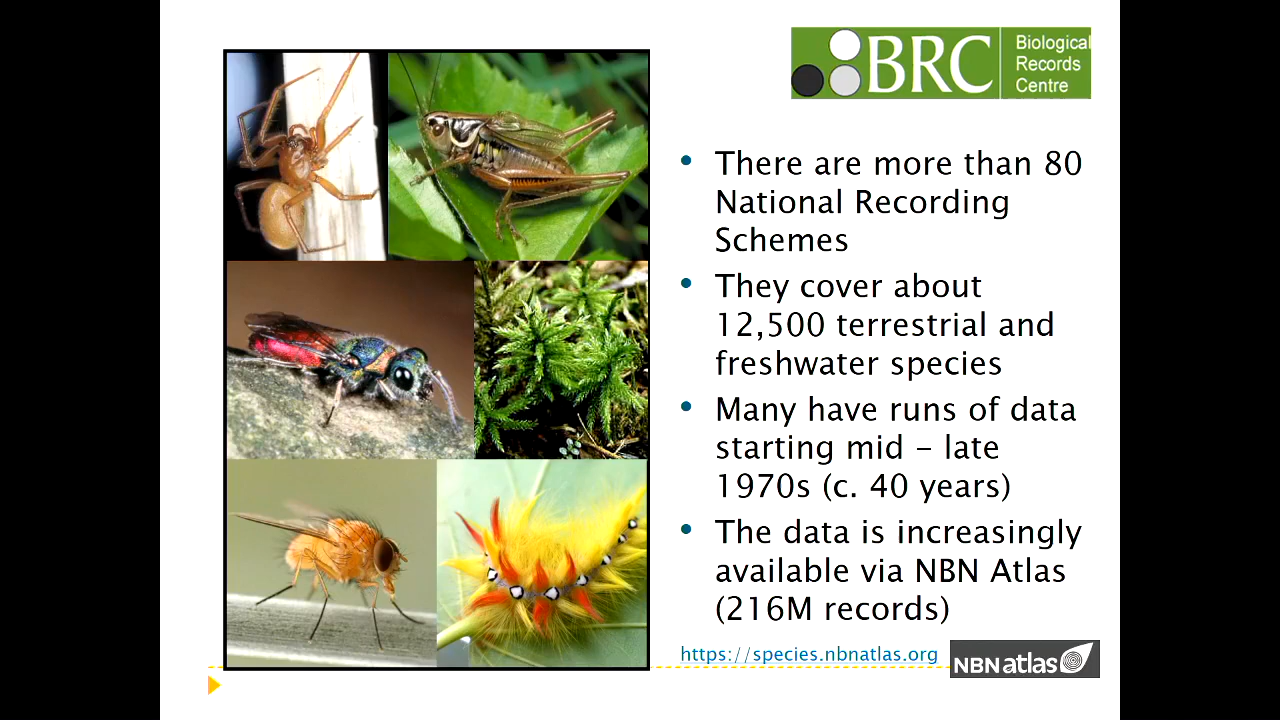 BRC
Biological
Records
Centre
• There are more than 80
National Recording
Schemes
• They cover about
12,500 terrestrial and
freshwater species
• Many have runs of data
starting mid – late
1970s (c. 40 years)
• The data is increasingly
available via NBN Atlas
(216M records)
https://species.nbnatlas.org
NBNatlas